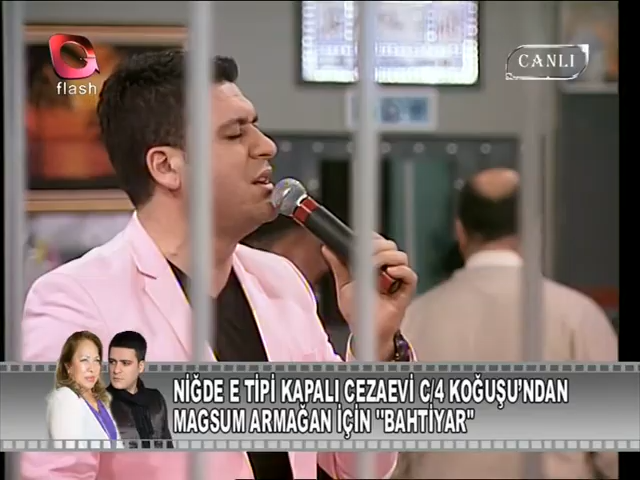 flash
CANLI
NİĞDE E TİPİ KAPALI CEZAEVİ C/4 KOĞUŞU'NDAN
MAGSUM ARMAĞAN İÇİN "BAHTİYAR"